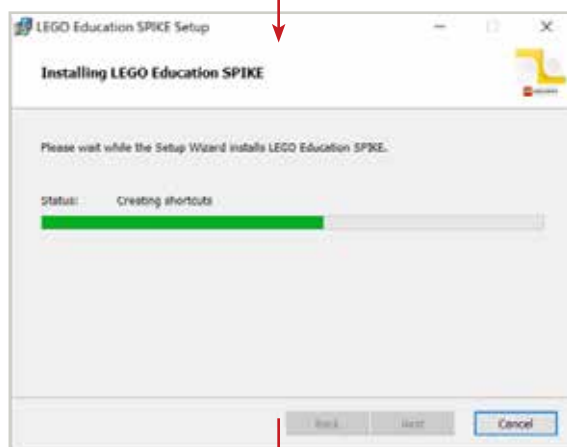 LEGO Education SPIKE Setup
Installing LEGO Education SPIKE
Please wait while the Setup Wizard installs LEGO Education SPIKE.
Status: Creating shortcuts
Back Next Cancel